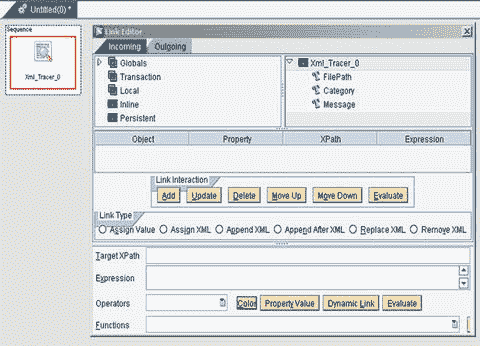 Untitled(0) *
Sequence
Xml_Tracer_0
Link Editor
Incoming Outgoing
Globals
Transaction
Local
Inline
Persistent
Xml_Tracer_0
FilePath
Category
Message
Object Property XPath Expression
Link Interaction
Add Update Delete Move Up Move Down Evaluate
Link Type
Assign Value Assign XML Append XML Append After XML Replace XML Remove XML
Target XPath
Expression
Operators Color Property Value Dynamic Link Evaluate
Functions